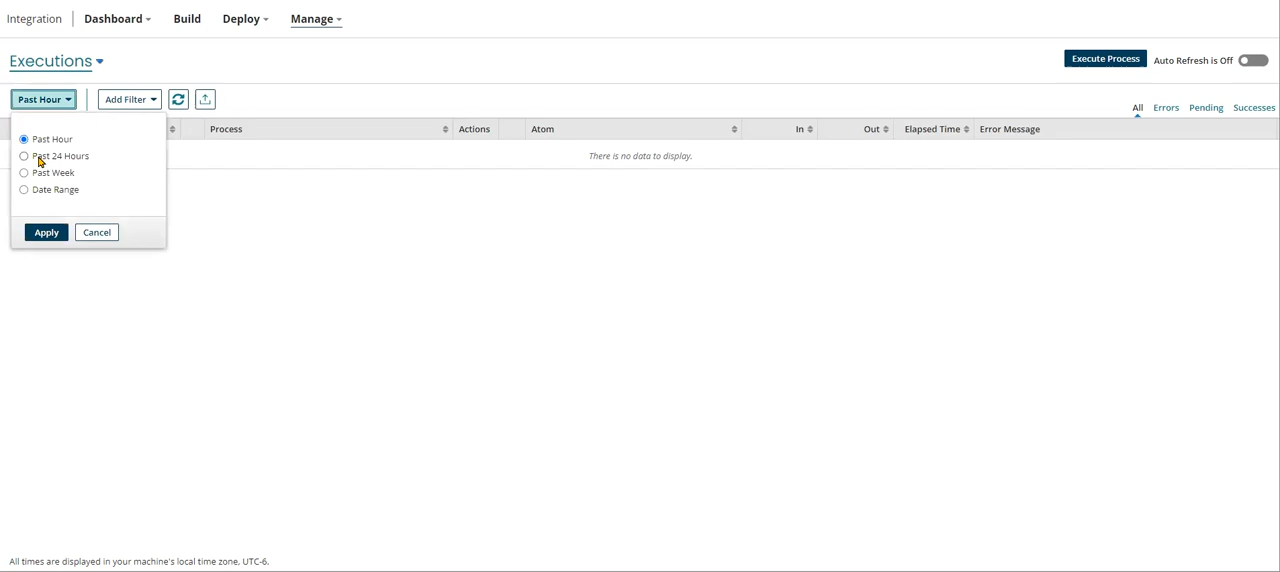 Integration Dashboard Build Deploy Manage
Executions
Execute Process Auto Refresh is Off
Past Hour Add Filter
All Errors Pending Successes
Process Actions Atom In Out Elapsed Time Error Message
There is no data to display.
Past Hour
Past 24 Hours
Past Week
Date Range
Apply Cancel
All times are displayed in your machine's local time zone, UTC-6.